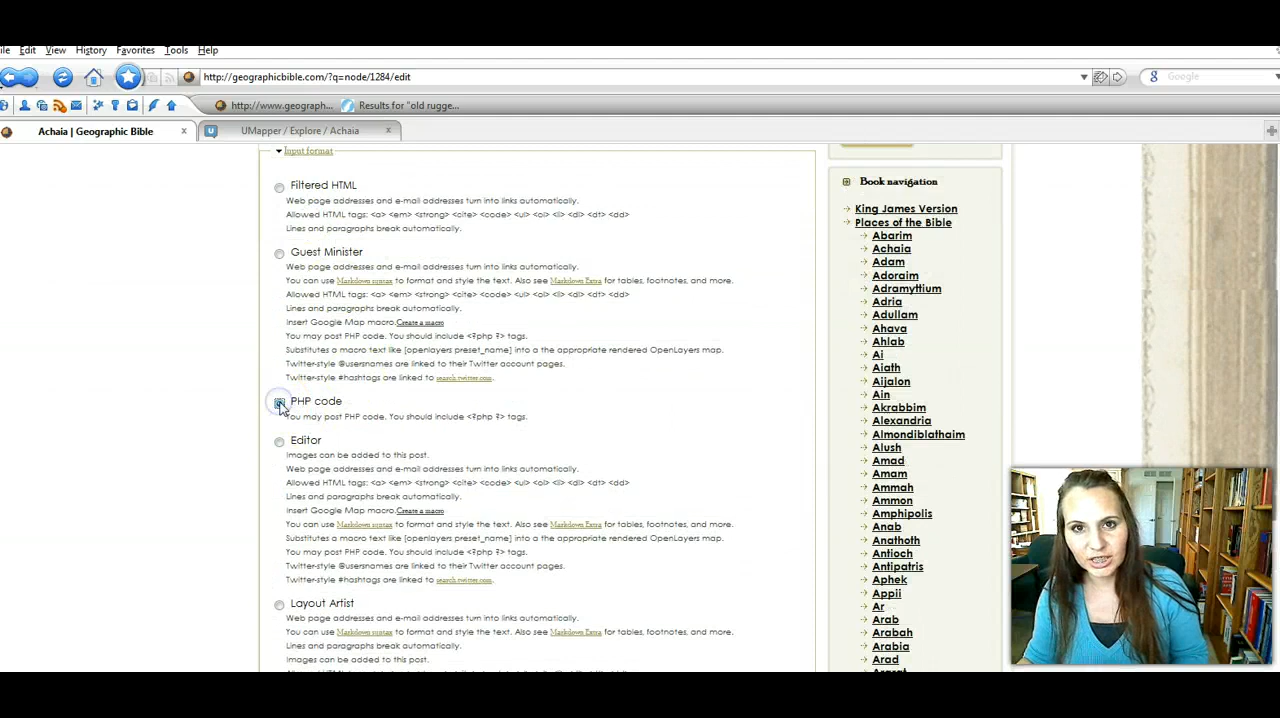 ile Edit View History Favorites Tools Help
http://geographicbible.com/?q=node/1284/edit
Google
http://www.geograph... Results for "old rugge...
Achaia | Geographic Bible x UMapper / Explore / Achaia x
Input format
Filtered HTML
Web page addresses and e-mail addresses turn into links automatically.
Allowed HTML tags: <a> <em> <strong> <cite> <code> <ul> <ol> <li> <dl> <dt> <dd>
Lines and paragraphs break automatically.
Guest Minister
Web page addresses and e-mail addresses turn into links automatically.
You can use Markdown syntax to format and style the text. Also see Markdown Extra for tables, footnotes, and more.
Allowed HTML tags: <a> <em> <strong> <cite> <code> <ul> <ol> <li> <dl> <dt> <dd>
Lines and paragraphs break automatically.
Insert Google Map macro.Create a macro
You may post PHP code. You should include <?php ?> tags.
Substitutes a macro text like [openlayers preset_name] into a the appropriate rendered OpenLayers map.
Twitter-style @usersnames are linked to their Twitter account pages.
Twitter-style #hashtags are linked to search.twitter.com.
PHP code
You may post PHP code. You should include <?php ?> tags.
Editor
Images can be added to this post.
Web page addresses and e-mail addresses turn into links automatically.
Allowed HTML tags: <a> <em> <strong> <cite> <code> <ul> <ol> <li> <dl> <dt> <dd>
Lines and paragraphs break automatically.
Insert Google Map macro.Create a macro
You can use Markdown syntax to format and style the text. Also see Markdown Extra for tables, footnotes, and more.
Substitutes a macro text like [openlayers preset_name] into a the appropriate rendered OpenLayers map.
You may post PHP code. You should include <?php ?> tags.
Twitter-style @usersnames are linked to their Twitter account pages.
Twitter-style #hashtags are linked to search.twitter.com.
Layout Artist
Web page addresses and e-mail addresses turn into links automatically.
You can use Markdown syntax to format and style the text. Also see Markdown Extra for tables, footnotes, and more.
Lines and paragraphs break automatically.
Images can be added to this post.
Book navigation
King James Version
Places of the Bible
Abarim
Achaia
Adam
Adoraim
Adramyttium
Adria
Adullam
Ahava
Ahlab
Ai
Aiath
Aijalon
Ain
Akrabbim
Alexandria
Almondiblathaim
Alush
Amad
Amam
Ammah
Ammon
Amphipolis
Anab
Anathoth
Antioch
Antipatris
Aphek
Appii
Ar
Arab
Arabah
Arabia
Arad